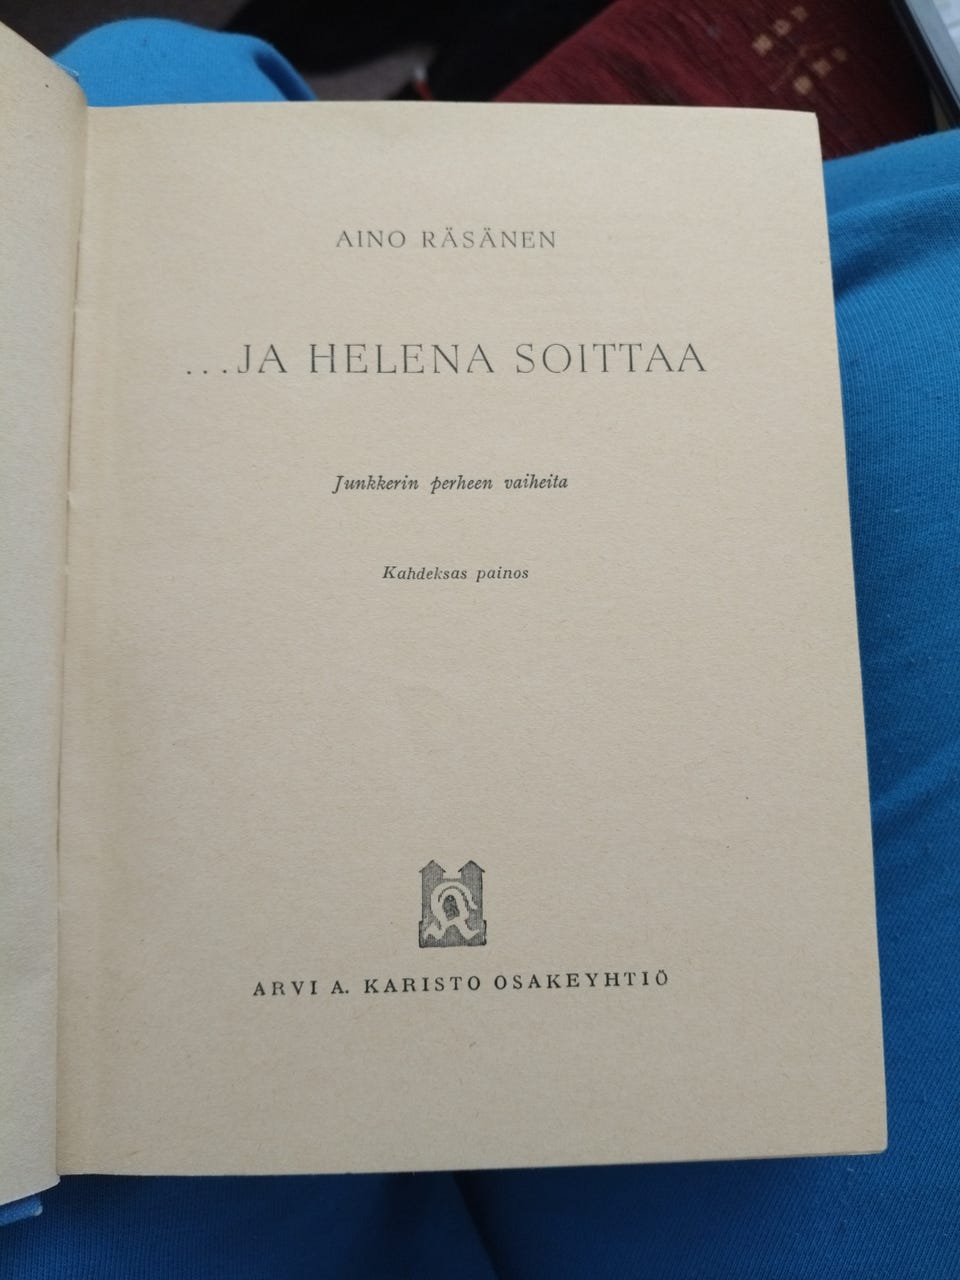 AINO RÄSÄNEN
...JA HELENA SOITTAA
Junkkerin perheen vaiheita
Kahdeksas painos
ARVI A. KARISTO OSAKEYHTIÖ